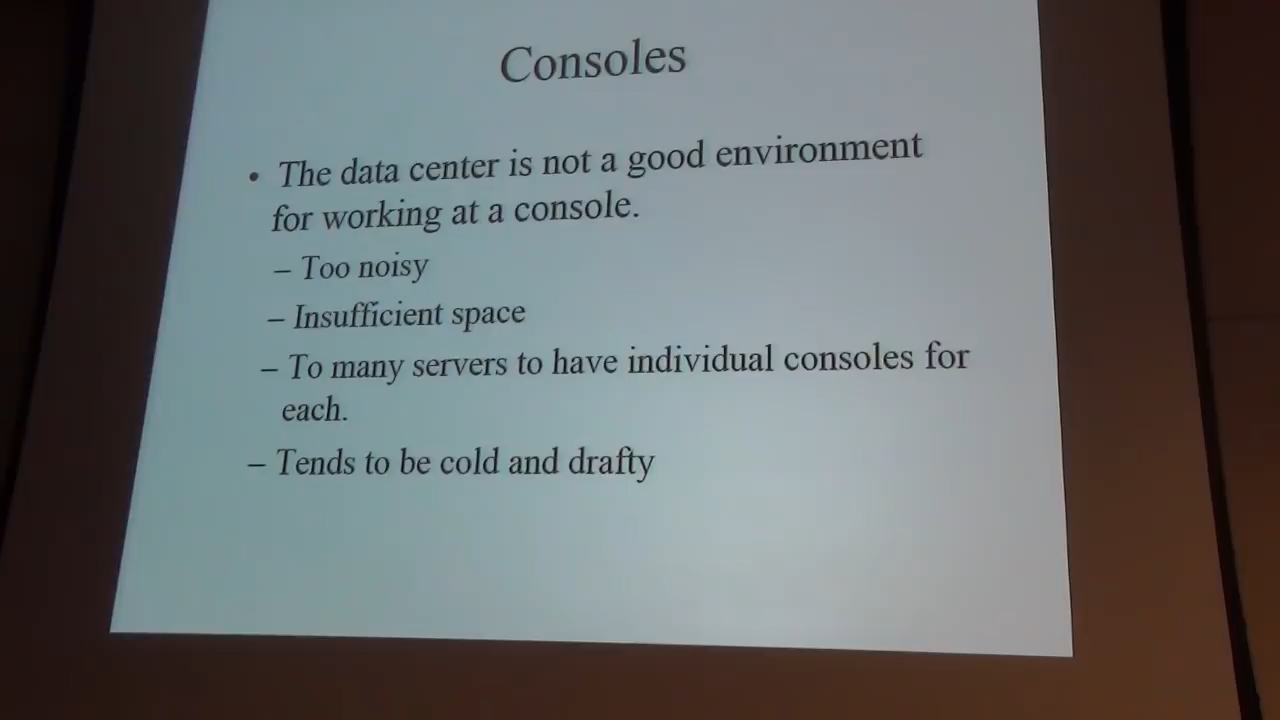 Consoles
• The data center is not a good environment
for working at a console.
– Too noisy
– Insufficient space
– To many servers to have individual consoles for
each.
– Tends to be cold and drafty